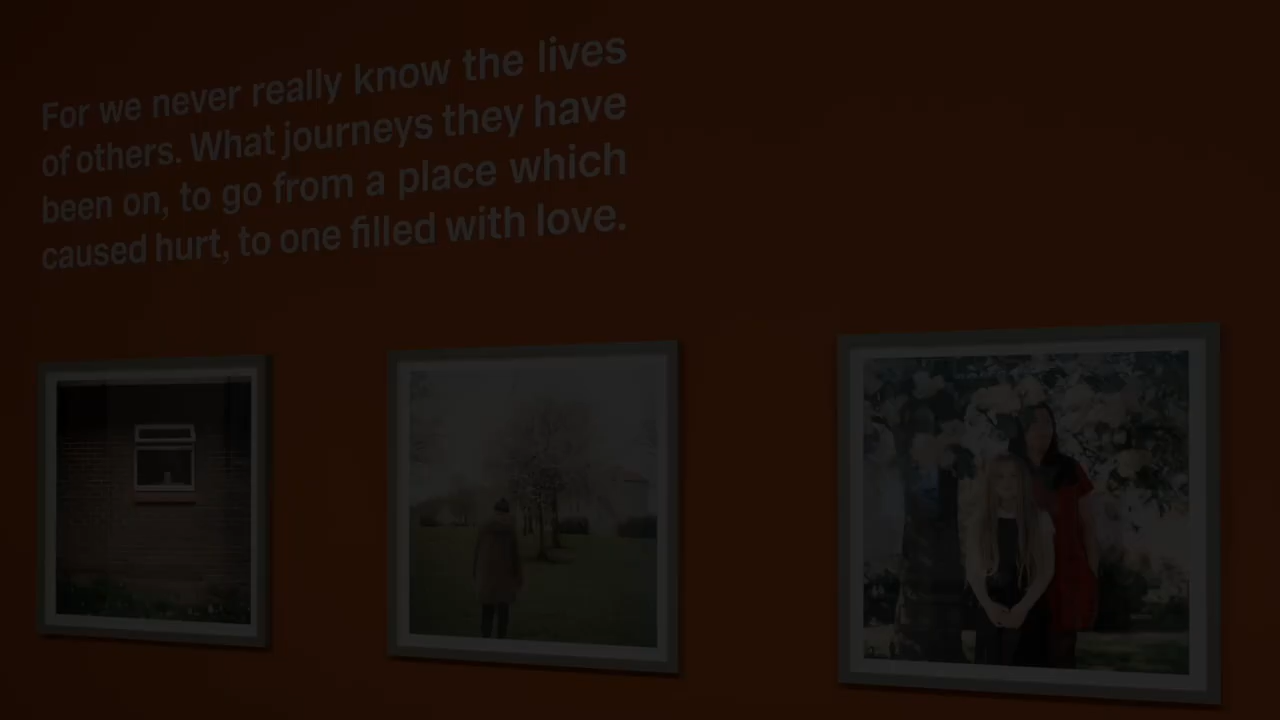 For we never really know the lives
of others. What journeys they have
been on, to go from a place which
caused hurt, to one filled with love.